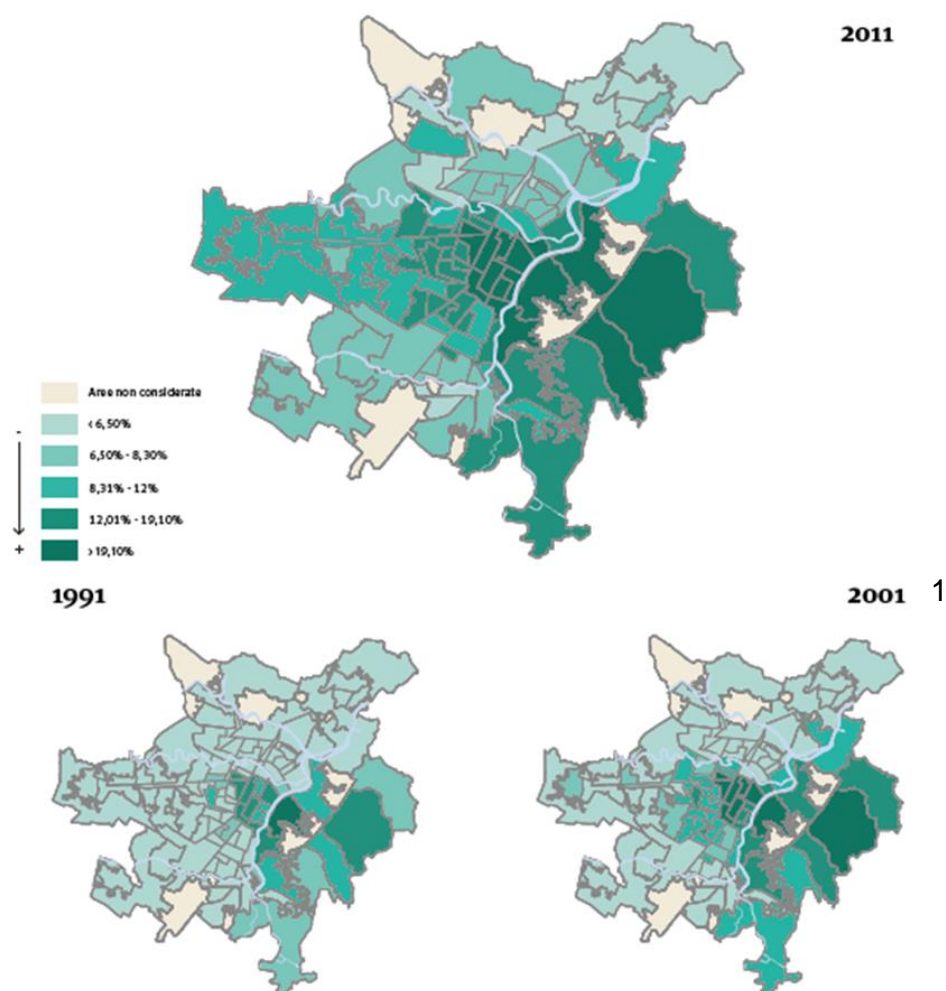 2011
Aree non considerate
-
‹ 6,50%
6,50% - 8,30%
8,31% - 12%
12,01% - 19,10%
+
› 19,10%
1991
2001
1